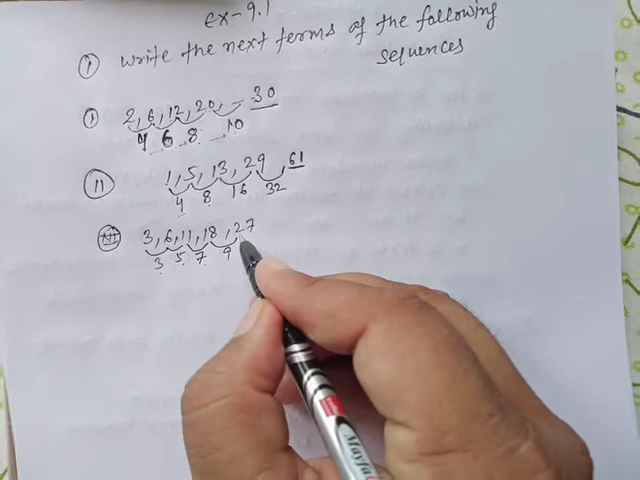 Ex-9.1
① Write the next terms of the following
sequences
① 2, 6, 12, 20, - 30
4 6 8 10
⑪ 1, 5, 13, 29, 61
4 8 16 32
3, 6, 11, 18, 27
3 5 7 9
Mayfa